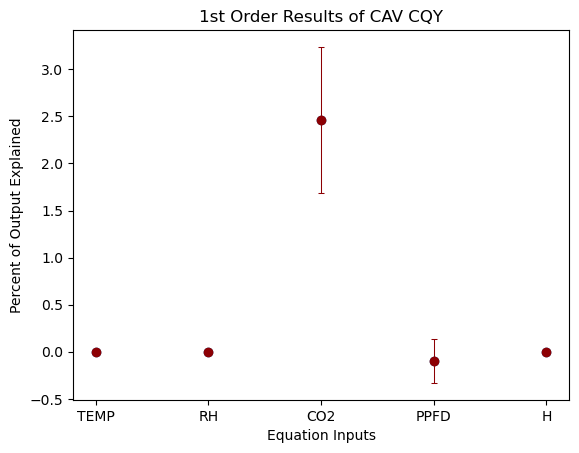 1st Order Results of CAV CQY
Percent of Output Explained
3.0
2.5
2.0
1.5
1.0
0.5
0.0
−0.5
TEMP RH CO2 PPFD H
Equation Inputs